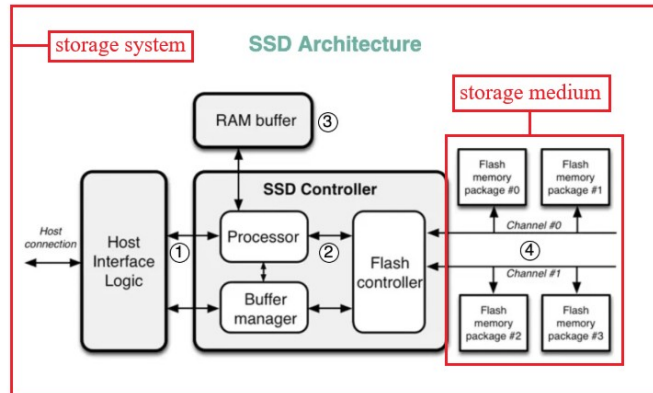 storage system
SSD Architecture
storage medium
RAM buffer
③
SSD Controller
Flash
memory
package #0
Flash
memory
package #1
Host
connection
Host
Interface
Logic
①
Processor
②
Flash
controller
Channel #0
④
Channel #1
Buffer
manager
Flash
memory
package #2
Flash
memory
package #3